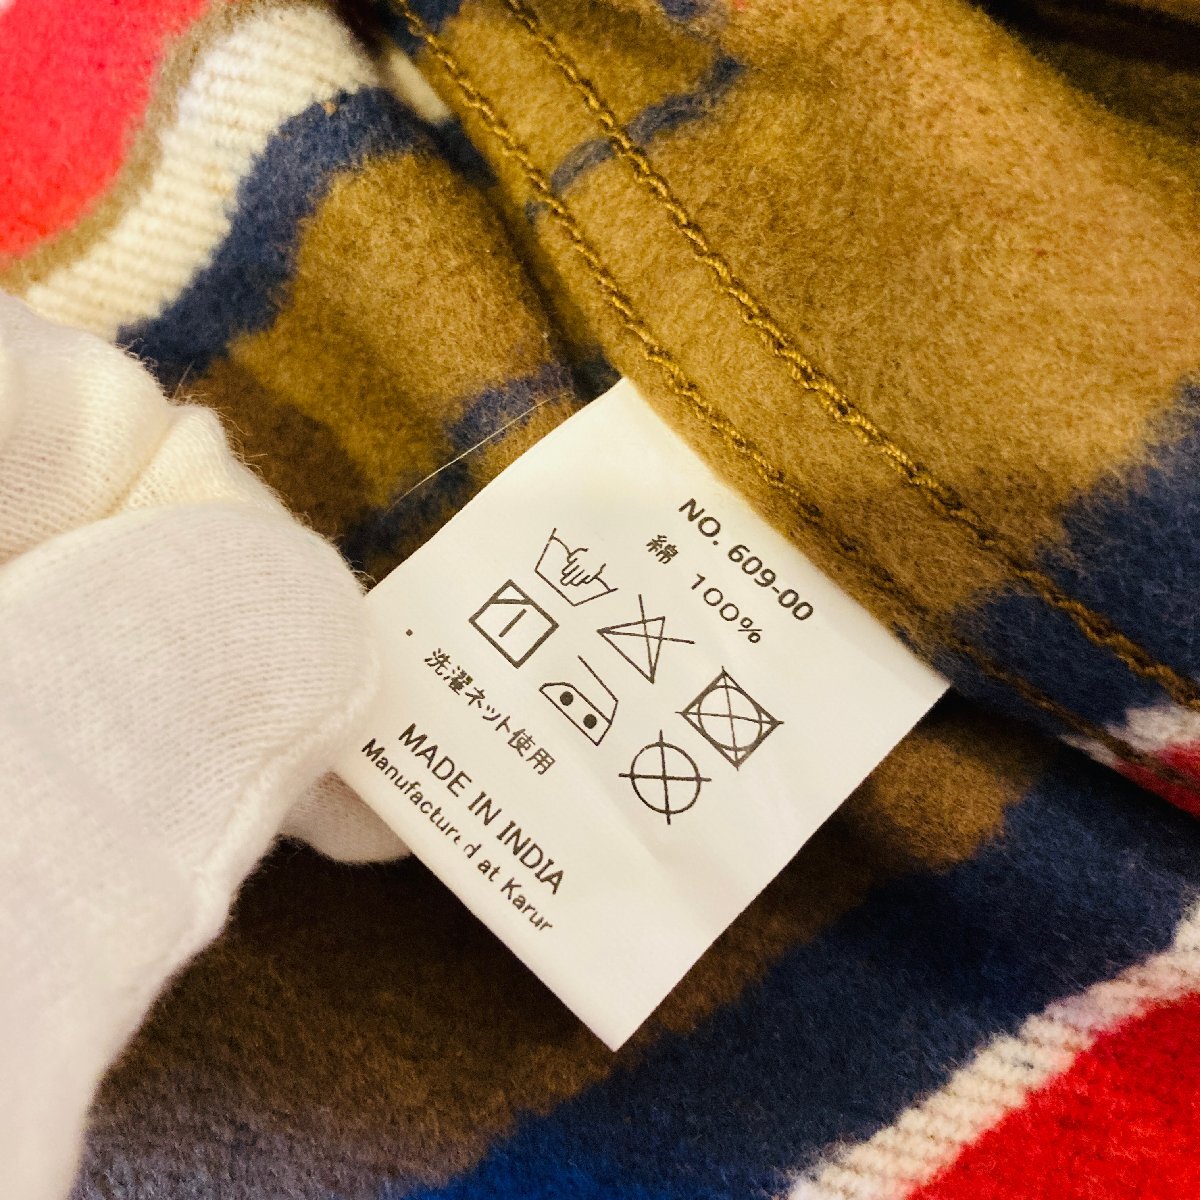 NO. 609-00
綿 100%
・洗濯ネット使用
MADE IN INDIA
Manufactured at Karur